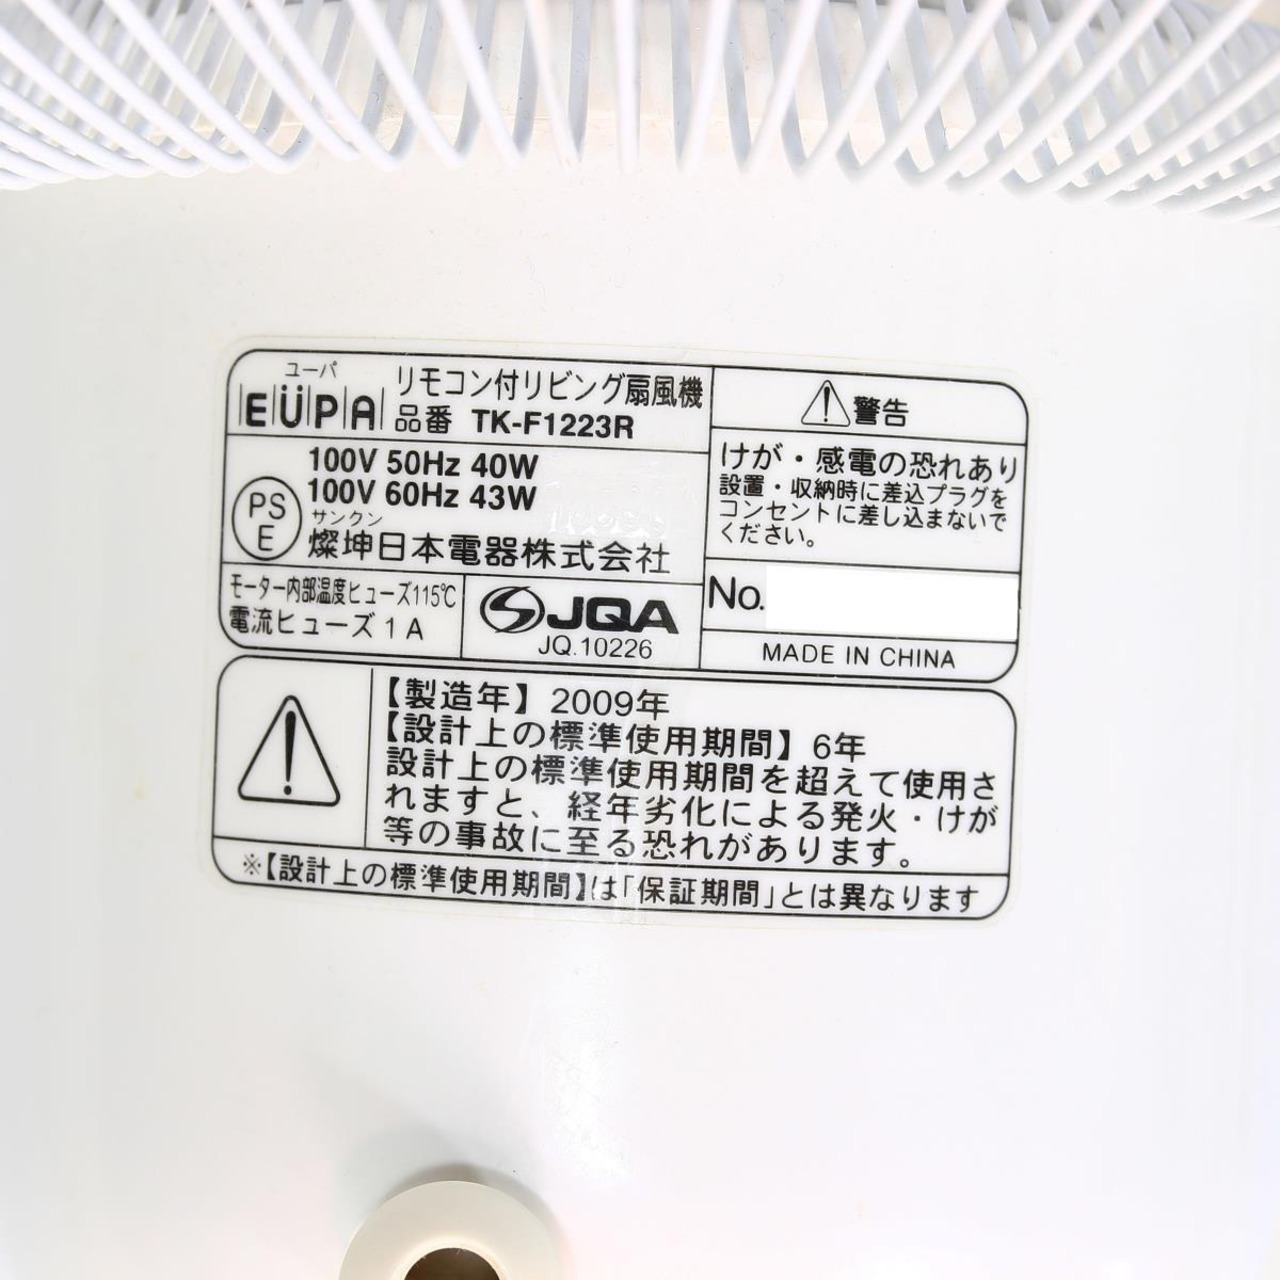 ユーパ
EÜPA
リモコン付リビング扇風機
品番 TK-F1223R
100V 50Hz 40W
100V 60Hz 43W
PS
E
サンクン
燦坤日本電器株式会社
モーター内部温度ヒューズ115℃
電流ヒューズ1A
JQA
JQ.10226
警告
けが・感電の恐れあり
設置・収納時に差込プラグを
コンセントに差し込まないで
ください。
No.
MADE IN CHINA
【製造年】2009年
【設計上の標準使用期間】6年
設計上の標準使用期間を超えて使用さ
れますと、経年劣化による発火・けが
等の事故に至る恐れがあります。
※【設計上の標準使用期間】は「保証期間」とは異なります